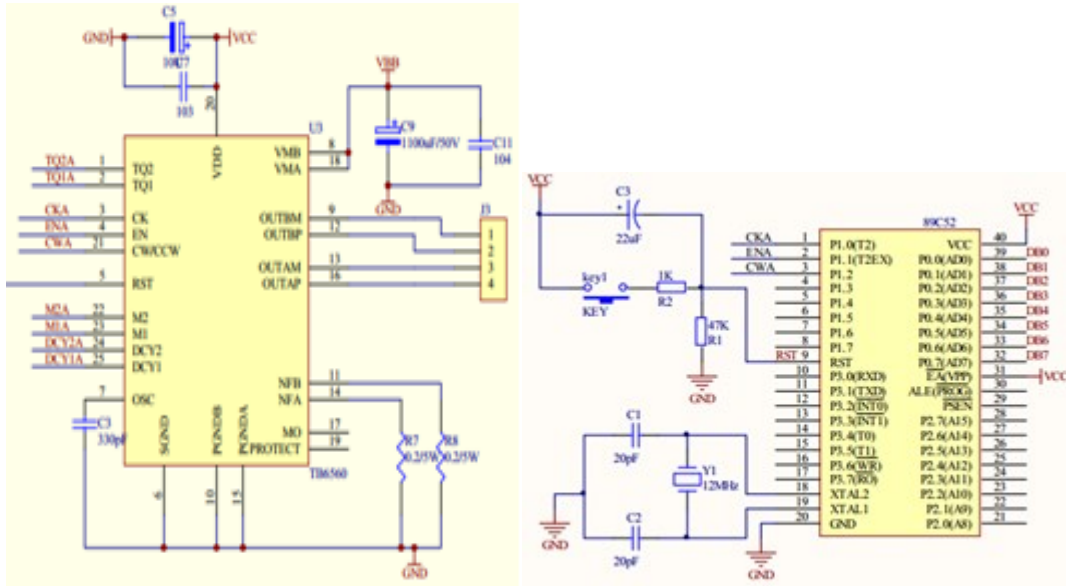 C5
GND
VCC
103
20
VBB
U3
C9
1100uF/50V
C11
104
GND
VDD
VMB 8
VMA 18
TQ2A 1 TQ2
TQ1A 2 TQ1
CKA 3 CK
ENA 4 EN
CWA 21 CW/CCW
5 RST
M2A 22 M2
M1A 23 M1
DCY2A 24 DCY2
DCY1A 25 DCY1
7 OSC
C3
330pF
OUTBM 9
OUTBP 12
OUTAM 13
OUTAP 16
J3
1
2
3
4
NFB 11
NFA 14
MO 17
PROTECT 19
R7
0.2/5W
R8
0.2/5W
TB6560
SGND
PGNDB
PGNDA
6
10
15
GND
VCC
C3
22uF
key1
KEY
1K
R2
47K
R1
GND
RST
C1
20pF
Y1
12MHz
C2
20pF
GND
GND
89C52
VCC
CKA 1 P1.0(T2)
ENA 2 P1.1(T2EX)
CWA 3 P1.2
4 P1.3
5 P1.4
6 P1.5
7 P1.6
8 P1.7
9 RST
10 P3.0(RXD)
11 P3.1(TXD)
12 P3.2(INT0)
13 P3.3(INT1)
14 P3.4(T0)
15 P3.5(T1)
16 P3.6(WR)
17 P3.7(RO)
18 XTAL2
19 XTAL1
20 GND
VCC 40
P0.0(AD0) 39 DB0
P0.1(AD1) 38 DB1
P0.2(AD2) 37 DB2
P0.3(AD3) 36 DB3
P0.4(AD4) 35 DB4
P0.5(AD5) 34 DB5
P0.6(AD6) 33 DB6
P0.7(AD7) 32 DB7
EA(VPP) 31 VCC
ALE(PROG) 30
PSEN 29
P2.7(A15) 28
P2.6(A14) 27
P2.5(A13) 26
P2.4(A12) 25
P2.3(A11) 24
P2.2(A10) 23
P2.1(A9) 22
P2.0(A8) 21